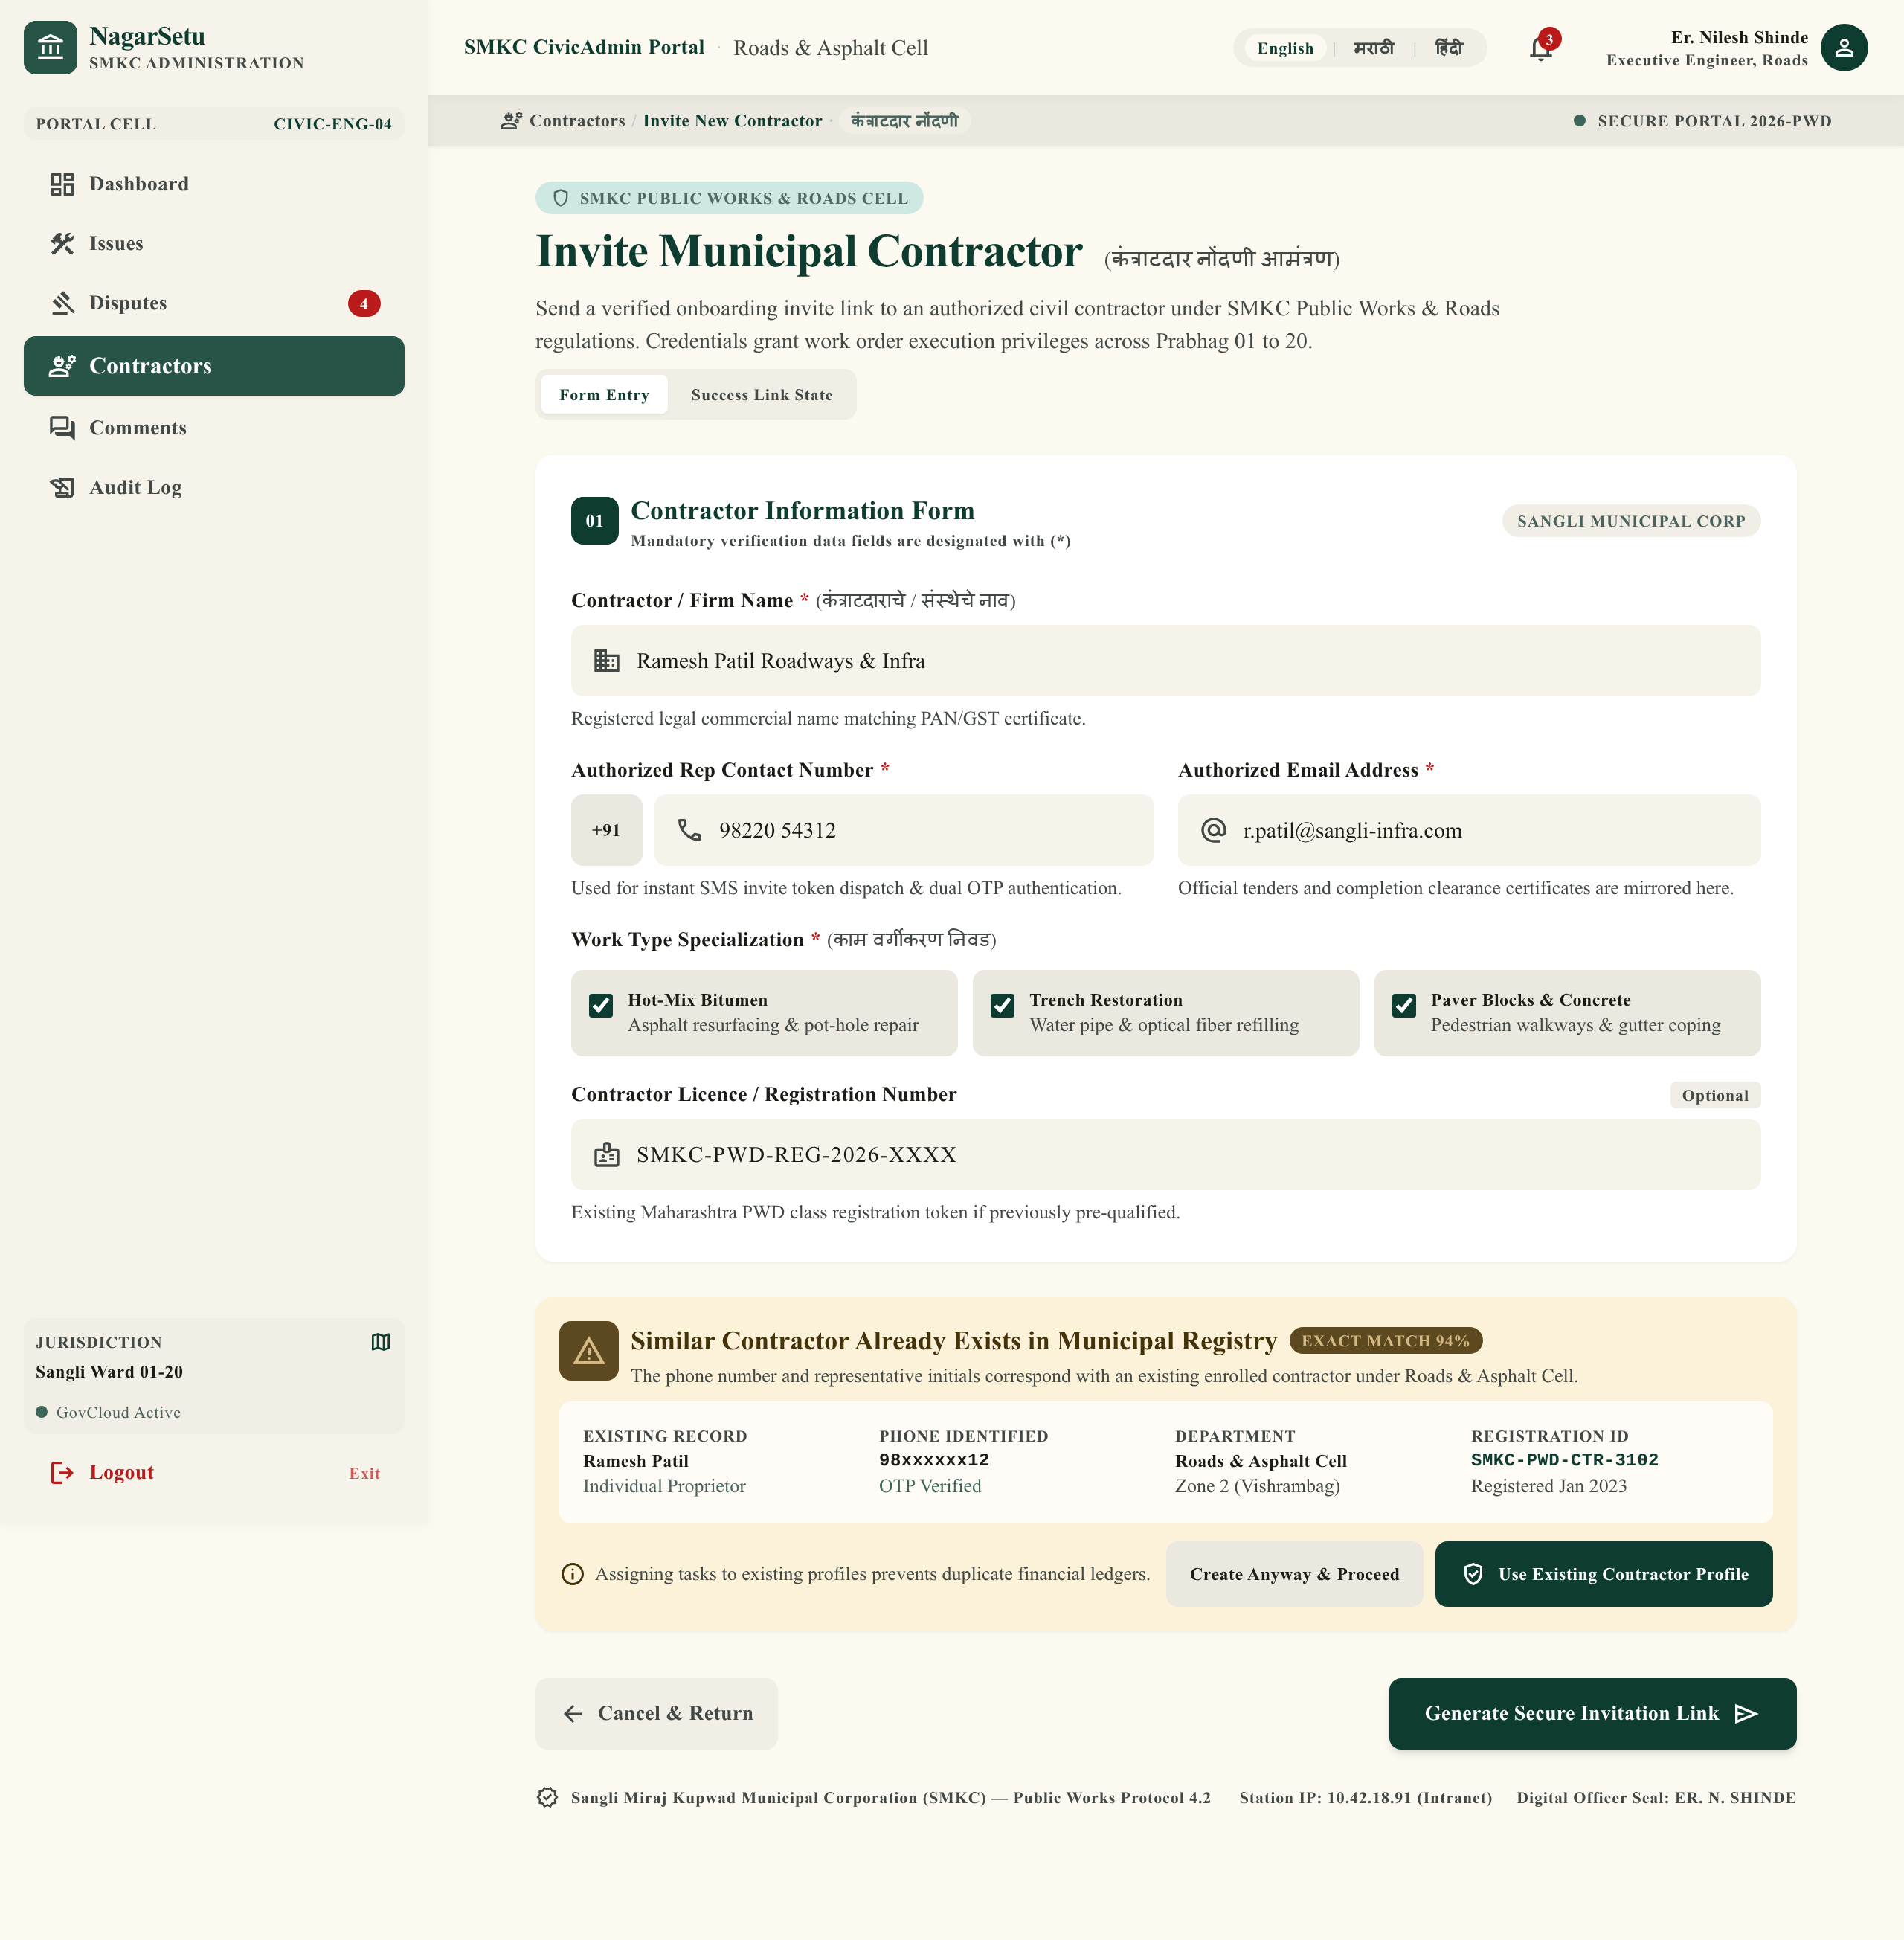 NagarSetu
SMKC ADMINISTRATION
PORTAL CELL CIVIC-ENG-04
Dashboard
Issues
Disputes 4
Contractors
Comments
Audit Log
JURISDICTION
Sangli Ward 01-20
GovCloud Active
Logout Exit
SMKC CivicAdmin Portal · Roads & Asphalt Cell
English | मराठी | हिंदी
3
Er. Nilesh Shinde
Executive Engineer, Roads
Contractors / Invite New Contractor · कंत्राटदार नोंदणी
SECURE PORTAL 2026-PWD
SMKC PUBLIC WORKS & ROADS CELL
Invite Municipal Contractor (कंत्राटदार नोंदणी आमंत्रण)
Send a verified onboarding invite link to an authorized civil contractor under SMKC Public Works & Roads
regulations. Credentials grant work order execution privileges across Prabhag 01 to 20.
Form Entry Success Link State
01 Contractor Information Form
Mandatory verification data fields are designated with (*)
SANGLI MUNICIPAL CORP
Contractor / Firm Name * (कंत्राटदाराचे / संस्थेचे नाव)
Ramesh Patil Roadways & Infra
Registered legal commercial name matching PAN/GST certificate.
Authorized Rep Contact Number *
+91 98220 54312
Used for instant SMS invite token dispatch & dual OTP authentication.
Authorized Email Address *
r.patil@sangli-infra.com
Official tenders and completion clearance certificates are mirrored here.
Work Type Specialization * (काम वर्गीकरण निवड)
Hot-Mix Bitumen
Asphalt resurfacing & pot-hole repair
Trench Restoration
Water pipe & optical fiber refilling
Paver Blocks & Concrete
Pedestrian walkways & gutter coping
Contractor Licence / Registration Number Optional
SMKC-PWD-REG-2026-XXXX
Existing Maharashtra PWD class registration token if previously pre-qualified.
Similar Contractor Already Exists in Municipal Registry EXACT MATCH 94%
The phone number and representative initials correspond with an existing enrolled contractor under Roads & Asphalt Cell.
EXISTING RECORD
Ramesh Patil
Individual Proprietor
PHONE IDENTIFIED
98xxxxxx12
OTP Verified
DEPARTMENT
Roads & Asphalt Cell
Zone 2 (Vishrambag)
REGISTRATION ID
SMKC-PWD-CTR-3102
Registered Jan 2023
Assigning tasks to existing profiles prevents duplicate financial ledgers.
Create Anyway & Proceed
Use Existing Contractor Profile
Cancel & Return
Generate Secure Invitation Link
Sangli Miraj Kupwad Municipal Corporation (SMKC) — Public Works Protocol 4.2 Station IP: 10.42.18.91 (Intranet) Digital Officer Seal: ER. N. SHINDE